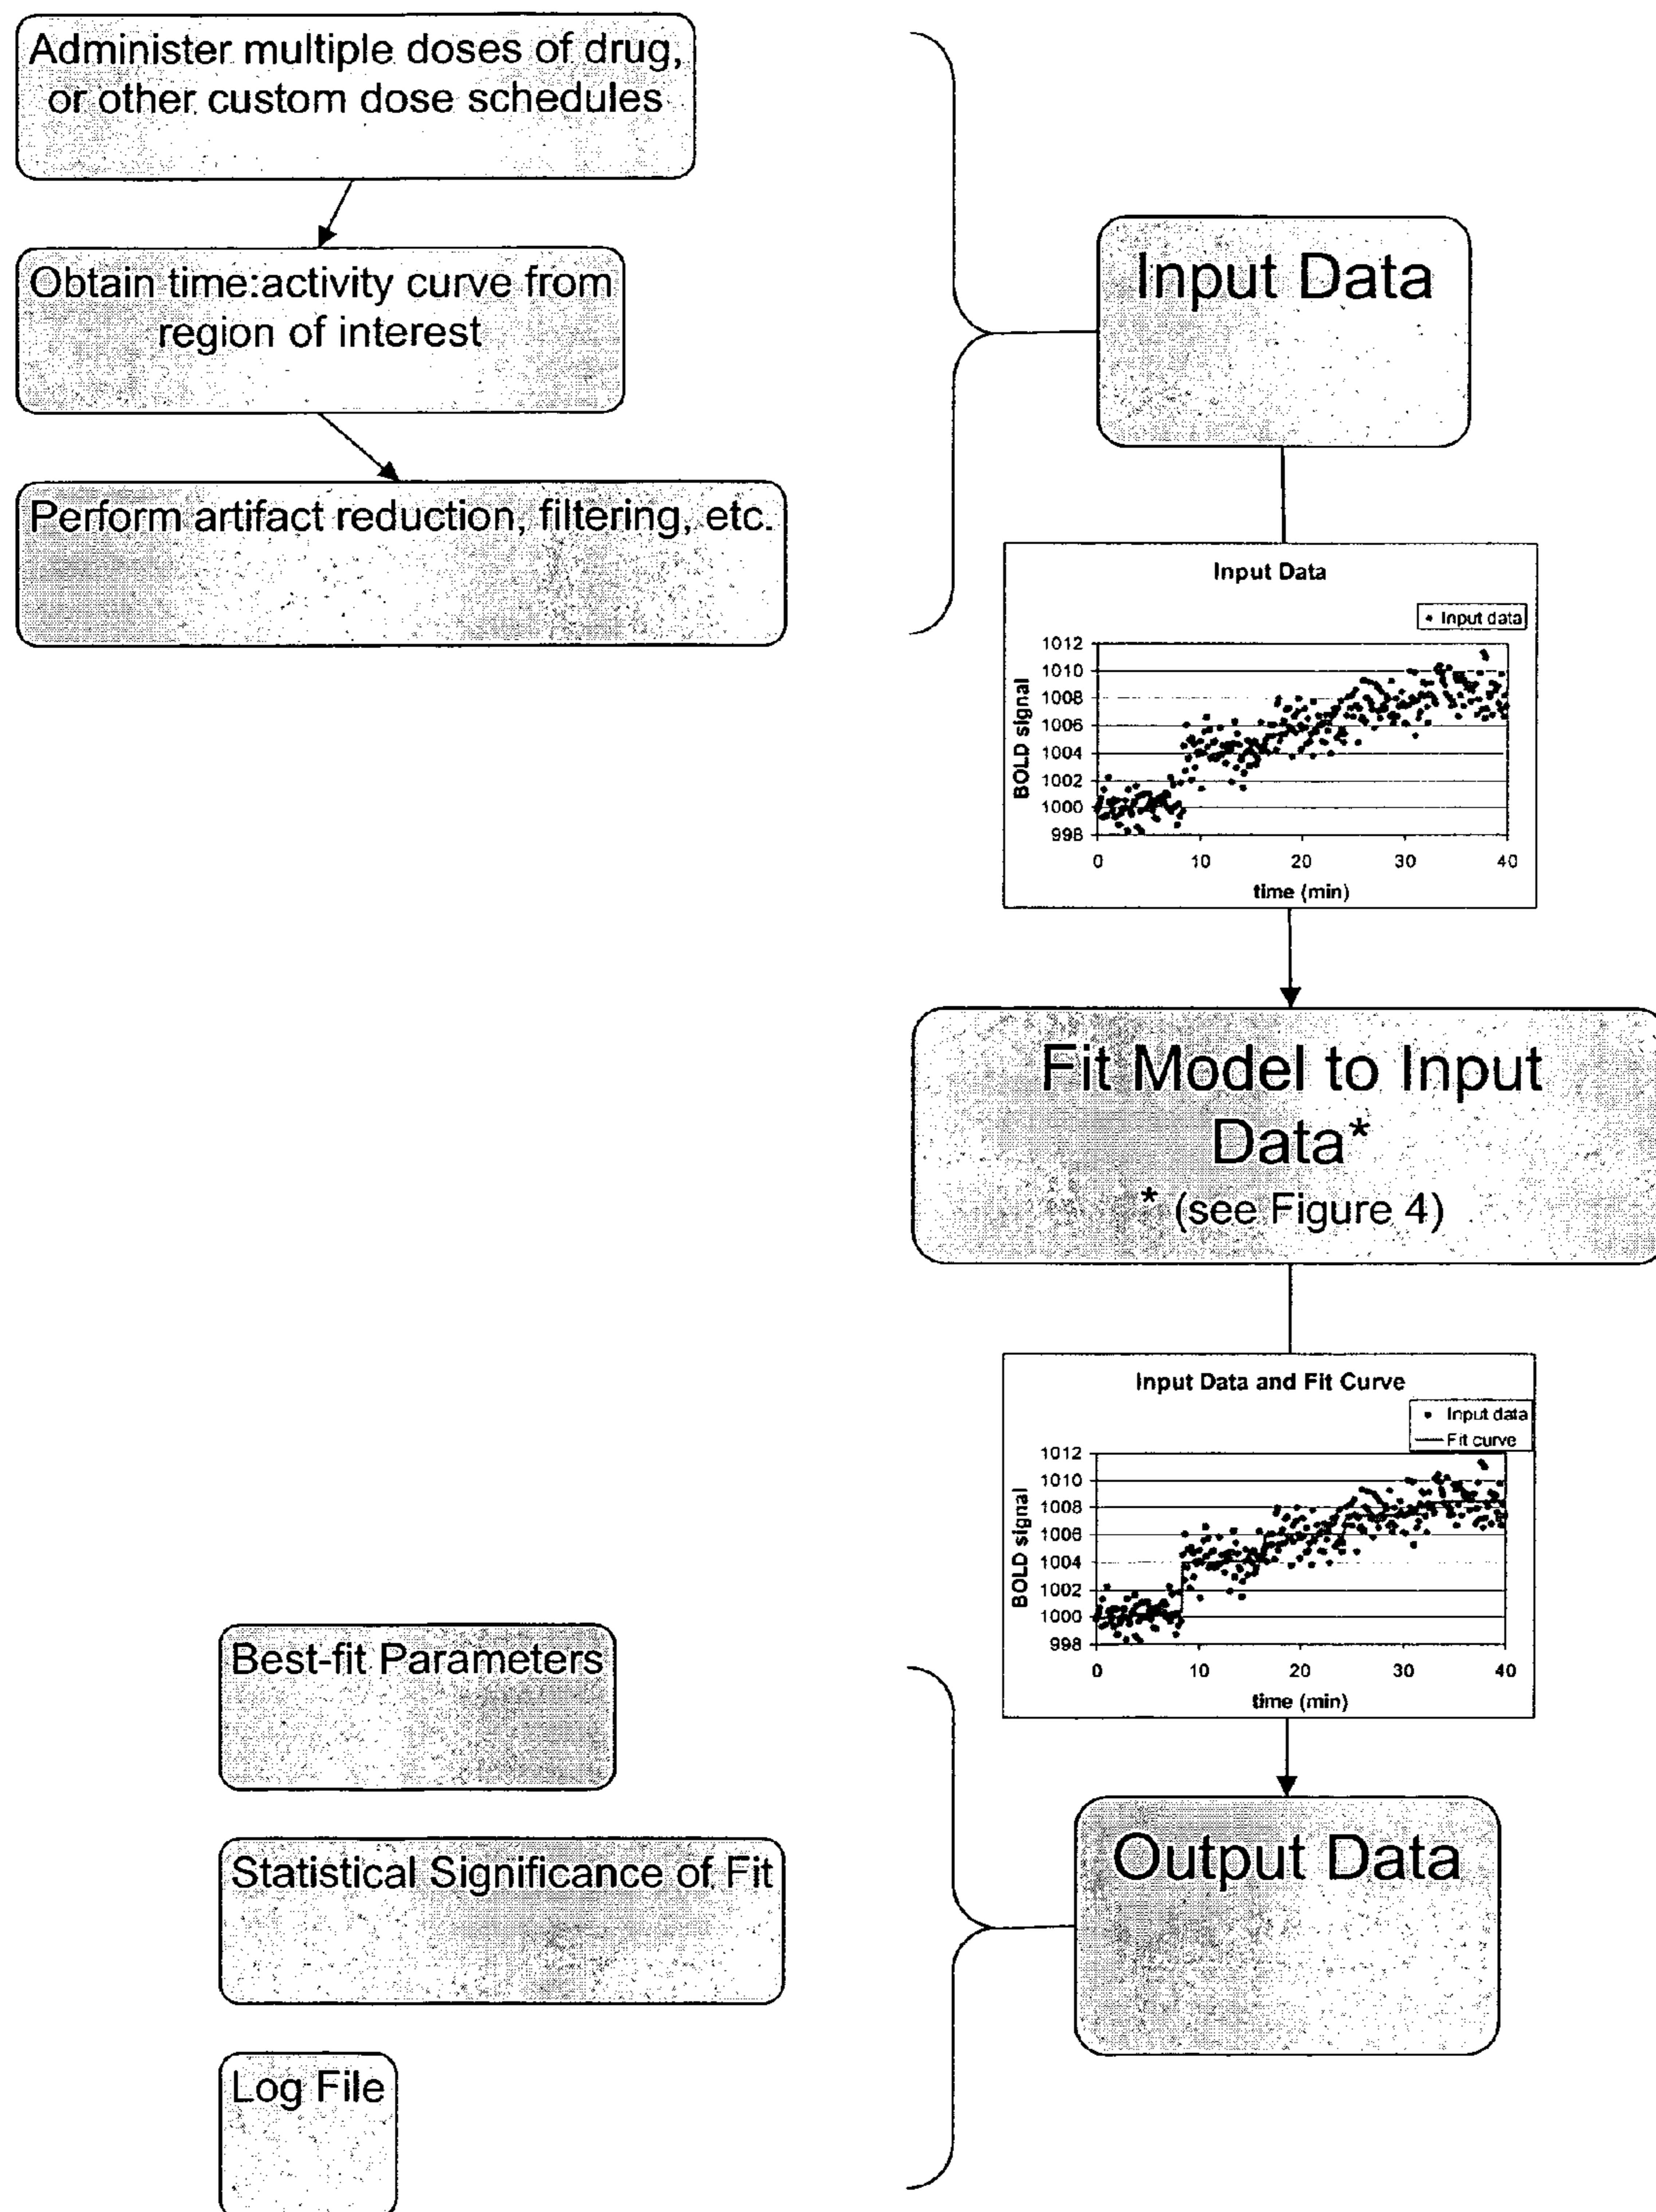 Administer multiple doses of drug,
or other custom dose schedules
Obtain time:activity curve from
region of interest
Perform artifact reduction, filtering, etc.
Input Data
Input Data
Input data
BOLD signal
1012
1010
1008
1006
1004
1002
1000
998
0 10 20 30 40
time (min)
Fit Model to Input
Data*
* (see Figure 4)
Input Data and Fit Curve
Input data
Fit curve
BOLD signal
1012
1010
1008
1006
1004
1002
1000
998
0 10 20 30 40
time (min)
Best-fit Parameters
Statistical Significance of Fit
Log File
Output Data